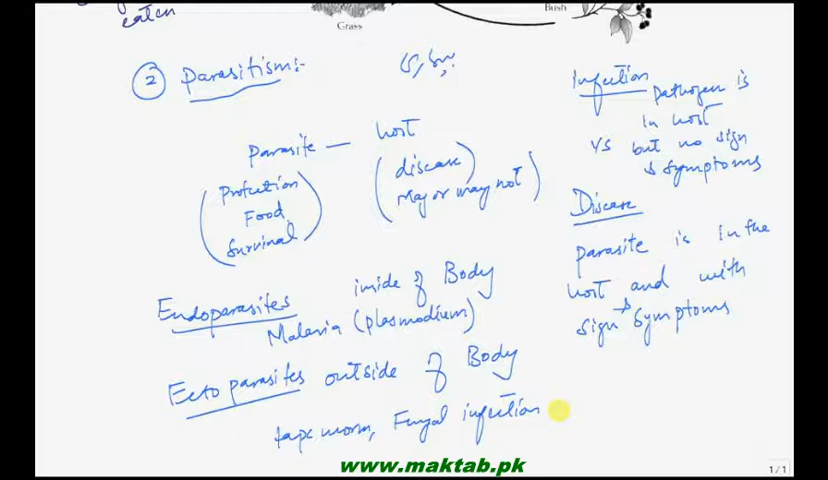 eaten
Grass
Bush
② Parasitism:-
Parasite — host
(Protection
Food
Survival)
(disease
May or may not)
Endoparasites inside of Body
Malaria (plasmodium)
Ectoparasites outside of Body
tape worm, Fungal infection
Infection pathogen is
in host
vs but no sign
& symptoms
Disease
parasite is in the
host and with
sign & symptoms
www.maktab.pk
1/1